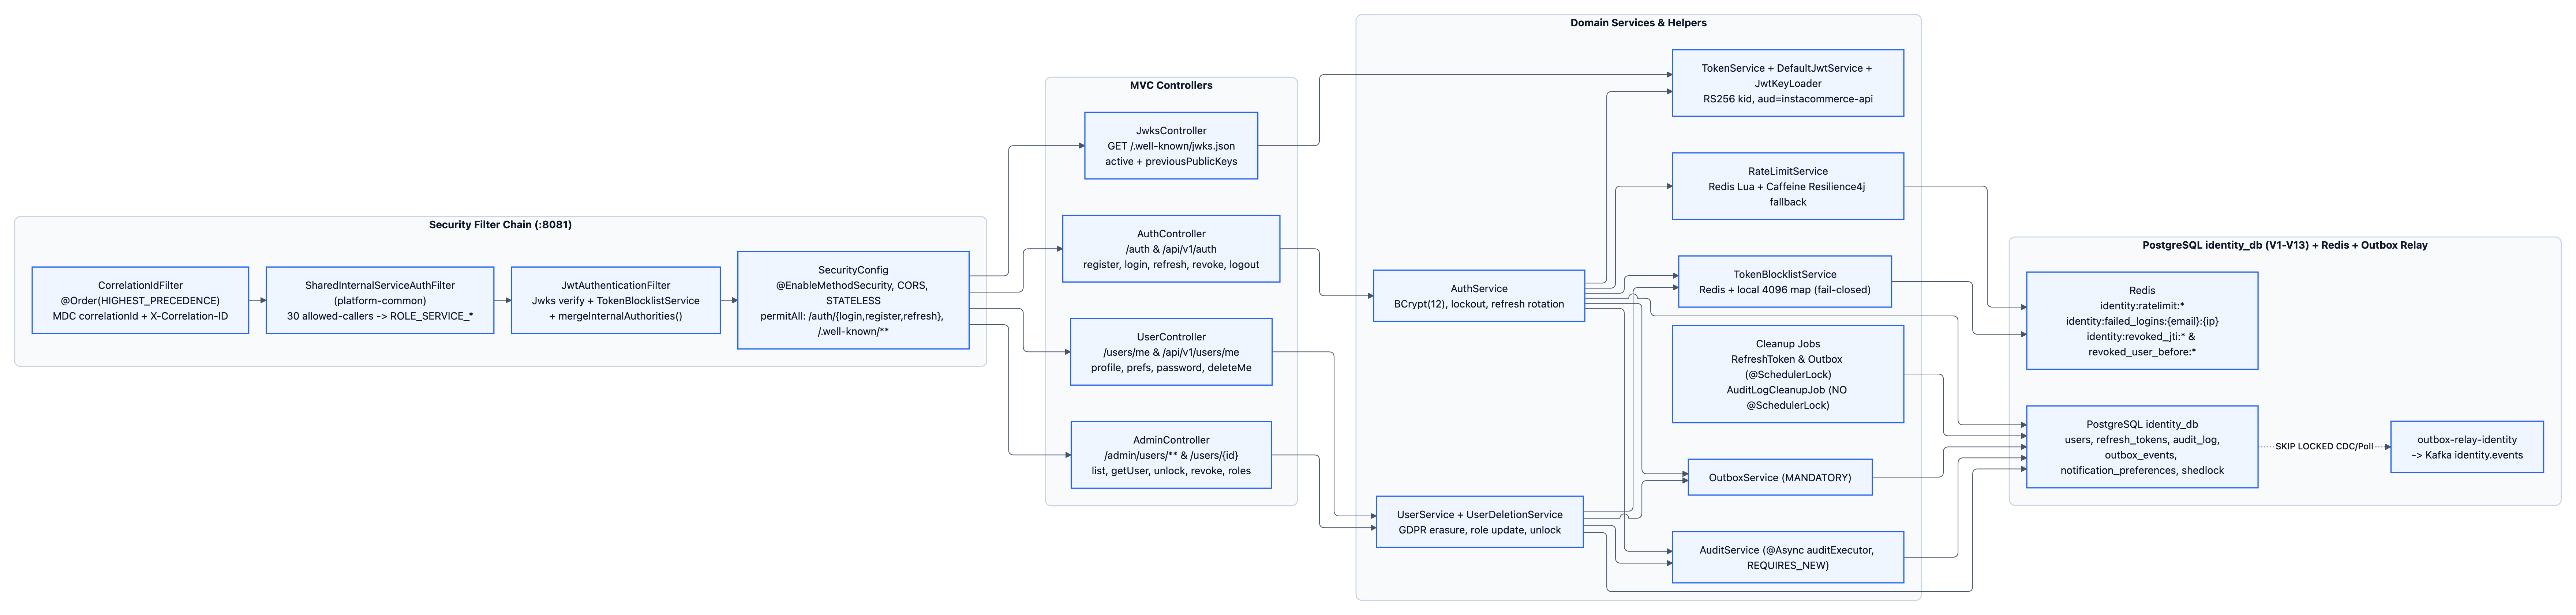 Security Filter Chain (:8081)
CorrelationIdFilter
@Order(HIGHEST_PRECEDENCE)
MDC correlationId + X-Correlation-ID
SharedInternalServiceAuthFilter
(platform-common)
30 allowed-callers -> ROLE_SERVICE_*
JwtAuthenticationFilter
Jwks verify + TokenBlocklistService
+ mergeInternalAuthorities()
SecurityConfig
@EnableMethodSecurity, CORS,
STATELESS
permitAll: /auth/{login,register,refresh},
/.well-known/**
MVC Controllers
JwksController
GET /.well-known/jwks.json
active + previousPublicKeys
AuthController
/auth & /api/v1/auth
register, login, refresh, revoke, logout
UserController
/users/me & /api/v1/users/me
profile, prefs, password, deleteMe
AdminController
/admin/users/** & /users/{id}
list, getUser, unlock, revoke, roles
Domain Services & Helpers
AuthService
BCrypt(12), lockout, refresh rotation
UserService + UserDeletionService
GDPR erasure, role update, unlock
TokenService + DefaultJwtService +
JwtKeyLoader
RS256 kid, aud=instacommerce-api
RateLimitService
Redis Lua + Caffeine Resilience4j
fallback
TokenBlocklistService
Redis + local 4096 map (fail-closed)
Cleanup Jobs
RefreshToken & Outbox
(@SchedulerLock)
AuditLogCleanupJob (NO
@SchedulerLock)
OutboxService (MANDATORY)
AuditService (@Async auditExecutor,
REQUIRES_NEW)
PostgreSQL identity_db (V1-V13) + Redis + Outbox Relay
Redis
identity:ratelimit:*
identity:failed_logins:{email}:{ip}
identity:revoked_jti:* &
revoked_user_before:*
PostgreSQL identity_db
users, refresh_tokens, audit_log,
outbox_events,
notification_preferences, shedlock
SKIP LOCKED CDC/Poll
outbox-relay-identity
-> Kafka identity.events